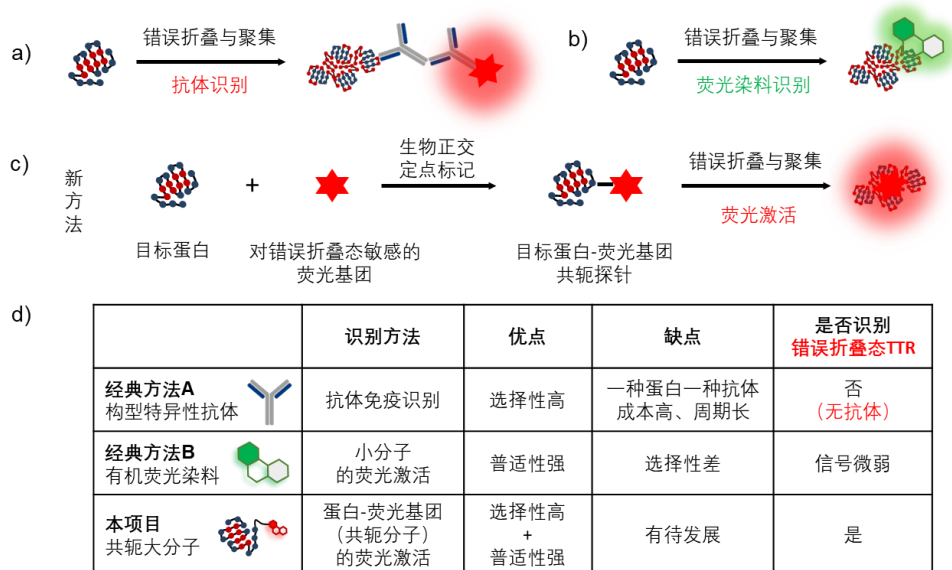 a)
错误折叠与聚集
抗体识别
b)
错误折叠与聚集
荧光染料识别
c)
新方法
+
生物正交
定点标记
错误折叠与聚集
荧光激活
目标蛋白
对错误折叠态敏感的
荧光基团
目标蛋白-荧光基团
共轭探针
d)
识别方法
优点
缺点
是否识别
错误折叠态TTR
经典方法A
构型特异性抗体
抗体免疫识别
选择性高
一种蛋白一种抗体
成本高、周期长
否
（无抗体）
经典方法B
有机荧光染料
小分子
的荧光激活
普适性强
选择性差
信号微弱
本项目
共轭大分子
蛋白-荧光基团
（共轭分子）
的荧光激活
选择性高
+
普适性强
有待发展
是